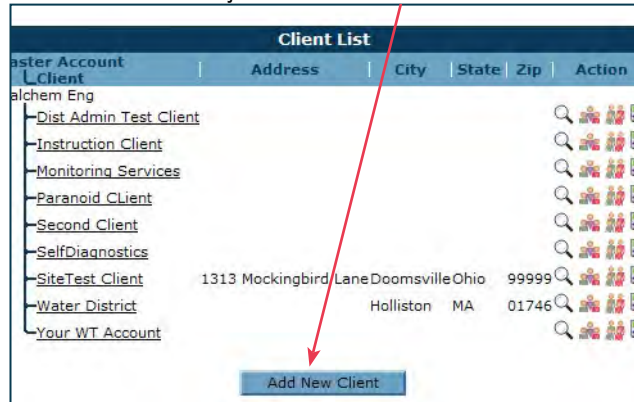 Client List
aster Account Address City State Zip Action
Client
alchem Eng
Dist Admin Test Client
Instruction Client
Monitoring Services
Paranoid CLient
Second Client
SelfDiagnostics
SiteTest Client 1313 Mockingbird Lane Doomsville Ohio 99999
Water District Holliston MA 01746
Your WT Account
Add New Client